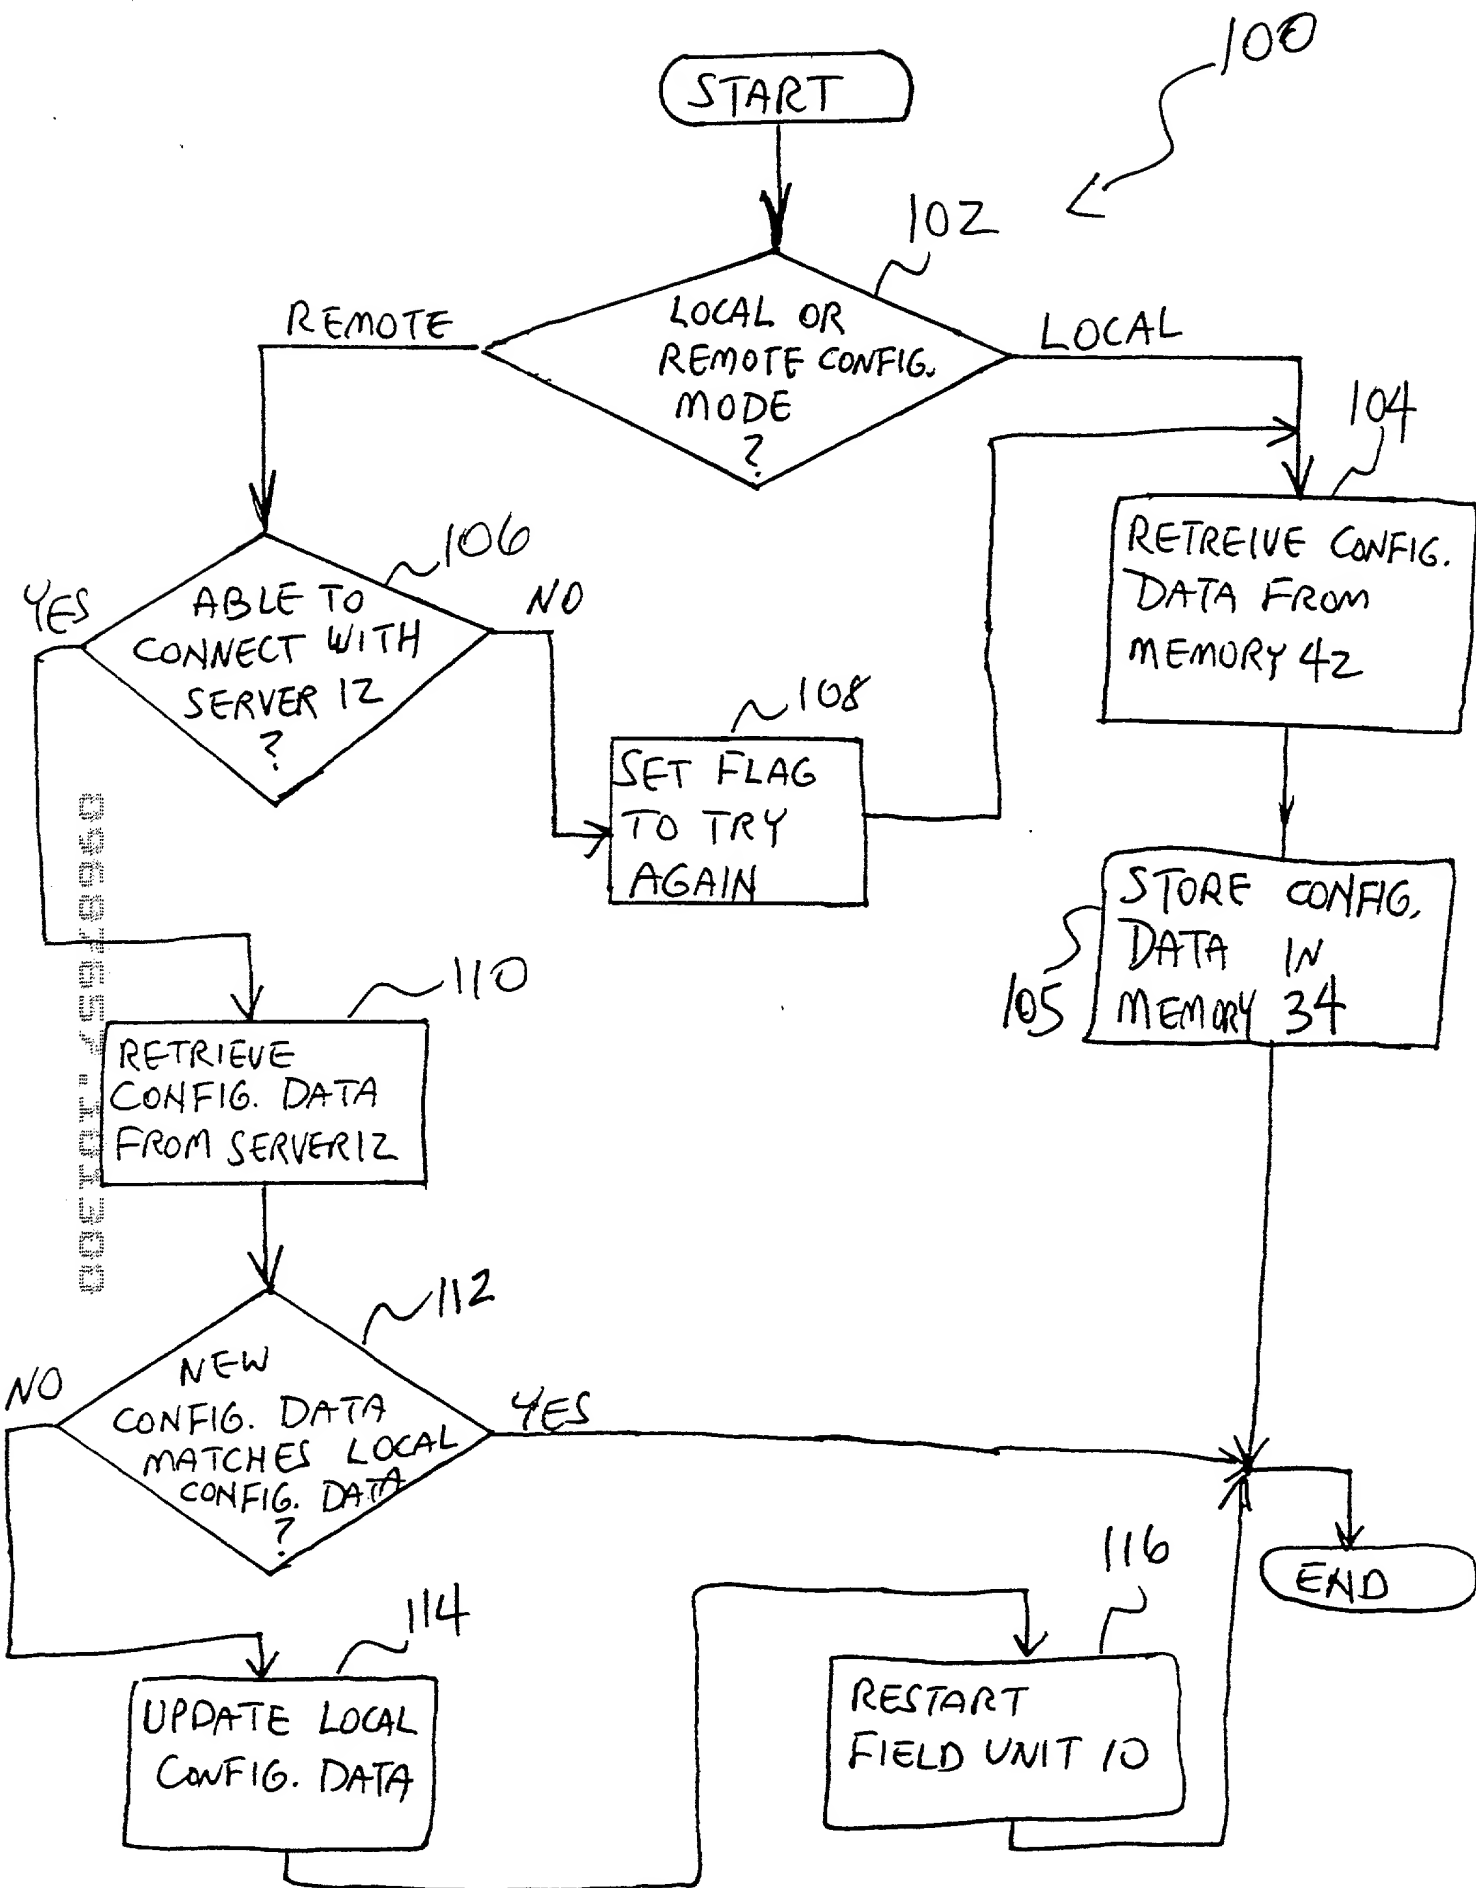 100
START
102
LOCAL OR
REMOTE CONFIG.
MODE
?
REMOTE
LOCAL
104
RETREIVE CONFIG.
DATA FROM
MEMORY 42
106
YES
ABLE TO
CONNECT WITH
SERVER 12
?
NO
108
SET FLAG
TO TRY
AGAIN
105
STORE CONFIG.
DATA IN
MEMORY 34
110
RETRIEVE
CONFIG. DATA
FROM SERVER 12
112
NO
NEW
CONFIG. DATA
MATCHES LOCAL
CONFIG. DATA
?
YES
END
114
UPDATE LOCAL
CONFIG. DATA
116
RESTART
FIELD UNIT 10